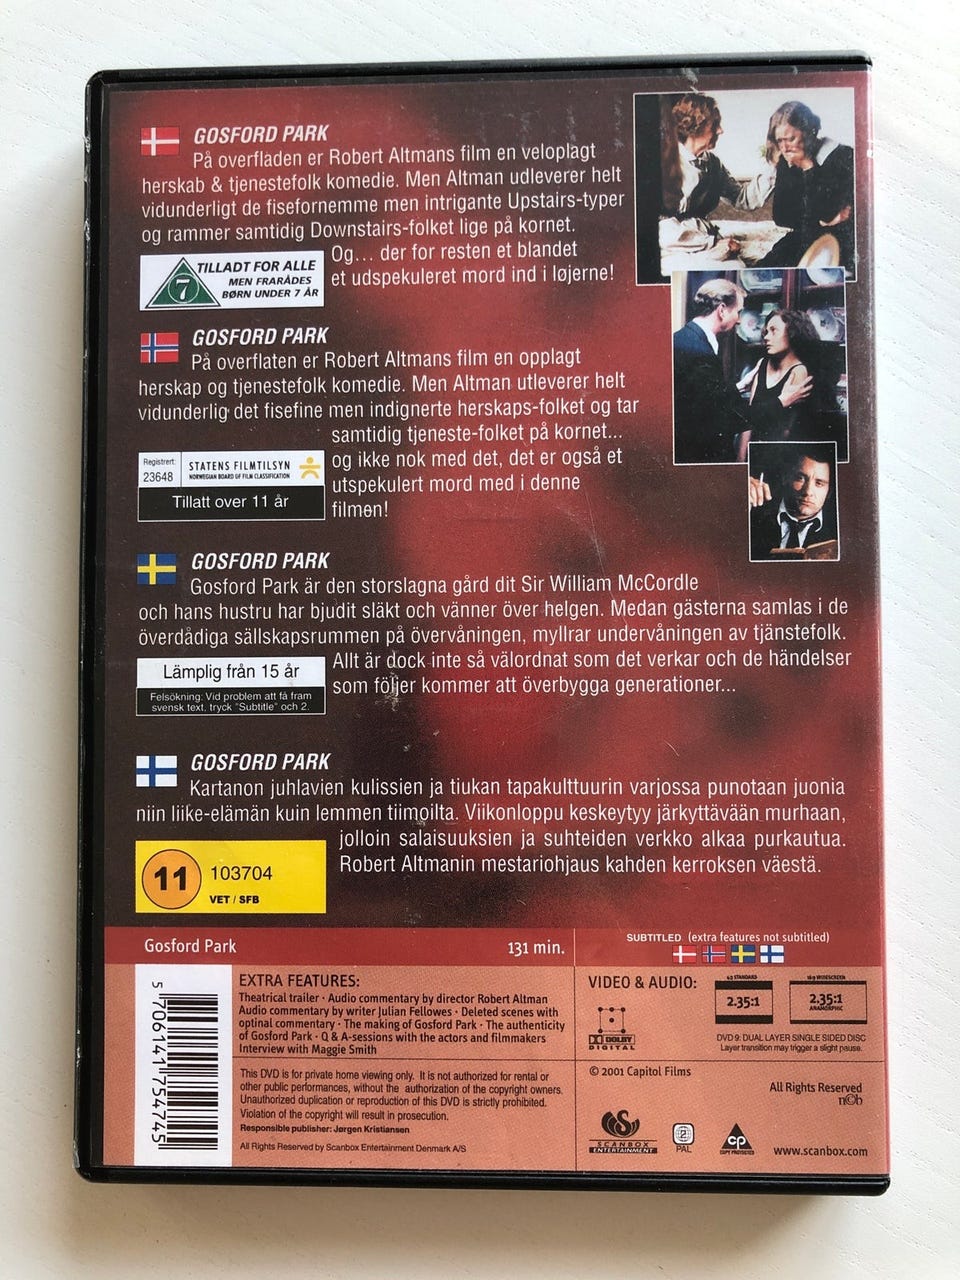 GOSFORD PARK
På overfladen er Robert Altmans film en veloplagt
herskab & tjenestefolk komedie. Men Altman udleverer helt
vidunderligt de fisefornemme men intrigante Upstairs-typer
og rammer samtidig Downstairs-folket lige på kornet.
Og... der for resten et blandet
et udspekuleret mord ind i løjerne!
7
TILLADT FOR ALLE
MEN FRARÅDES
BØRN UNDER 7 ÅR
GOSFORD PARK
På overflaten er Robert Altmans film en opplagt
herskap og tjenestefolk komedie. Men Altman utleverer helt
vidunderlig det fisefine men indignerte herskaps-folket og tar
samtidig tjeneste-folket på kornet...
og ikke nok med det, det er også et
utspekulert mord med i denne
filmen!
Registrert:
23648
STATENS FILMTILSYN
NORWEGIAN BOARD OF FILM CLASSIFICATION
Tillatt over 11 år
GOSFORD PARK
Gosford Park är den storslagna gård dit Sir William McCordle
och hans hustru har bjudit släkt och vänner över helgen. Medan gästerna samlas i de
överdådiga sällskapsrummen på övervåningen, myllrar undervåningen av tjänstefolk.
Allt är dock inte så välordnat som det verkar och de händelser
som följer kommer att överbygga generationer...
Lämplig från 15 år
Felsökning: Vid problem att få fram
svensk text, tryck "Subtitle" och 2.
GOSFORD PARK
Kartanon juhlavien kulissien ja tiukan tapakulttuurin varjossa punotaan juonia
niin liike-elämän kuin lemmen tiimoilta. Viikonloppu keskeytyy järkyttävään murhaan,
jolloin salaisuuksien ja suhteiden verkko alkaa purkautua.
Robert Altmanin mestariohjaus kahden kerroksen väestä.
11
103704
VET / SFB
Gosford Park 131 min.
SUBTITLED (extra features not subtitled)
5 706141 754745
EXTRA FEATURES:
Theatrical trailer · Audio commentary by director Robert Altman
Audio commentary by writer Julian Fellowes · Deleted scenes with
optinal commentary · The making of Gosford Park · The authenticity
of Gosford Park · Q & A-sessions with the actors and filmmakers
Interview with Maggie Smith
This DVD is for private home viewing only. It is not authorized for rental or
other public performances, without the authorization of the copyright owners.
Unauthorized duplication or reproduction of this DVD is strictly prohibited.
Violation of the copyright will result in prosecution.
Responsible publisher: Jørgen Kristiansen
All Rights Reserved by Scanbox Entertainment Denmark A/S
VIDEO & AUDIO:
DOLBY
DIGITAL
4:3 STANDARD
2.35:1
16:9 WIDESCREEN
2.35:1
ANAMORPHIC
DVD 9: DUAL LAYER SINGLE SIDED DISC
Layer transition may trigger a slight pause.
© 2001 Capitol Films
All Rights Reserved
n©b
SCANBOX
ENTERTAINMENT
2
PAL
CP
COPY PROTECTED
www.scanbox.com